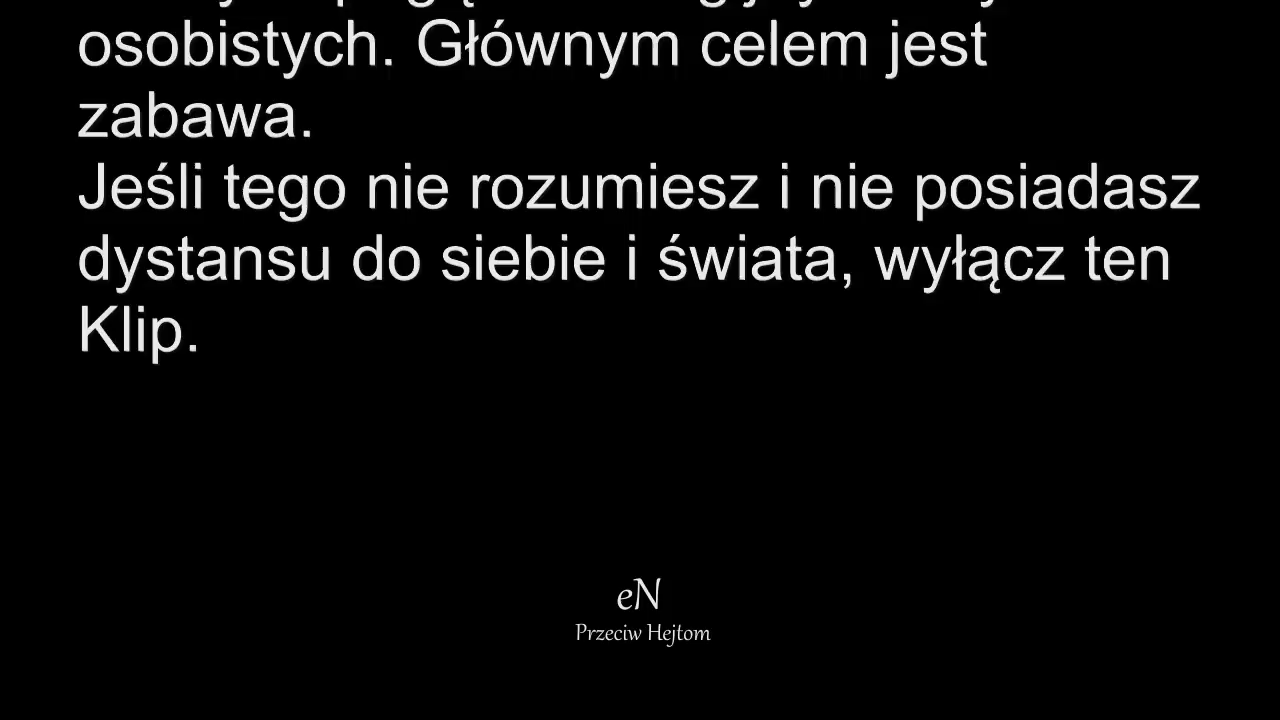 osobistych. Głównym celem jest
zabawa.
Jeśli tego nie rozumiesz i nie posiadasz
dystansu do siebie i świata, wyłącz ten
Klip.
eN
Przeciw Hejtom